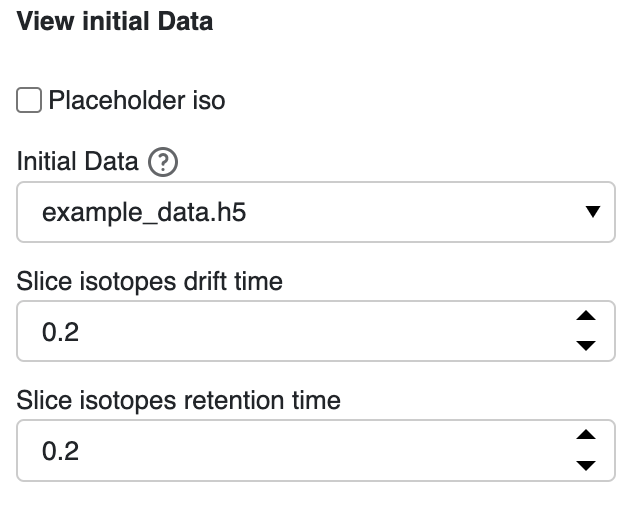 View initial Data
Placeholder iso
Initial Data ?
example_data.h5
Slice isotopes drift time
0.2
Slice isotopes retention time
0.2